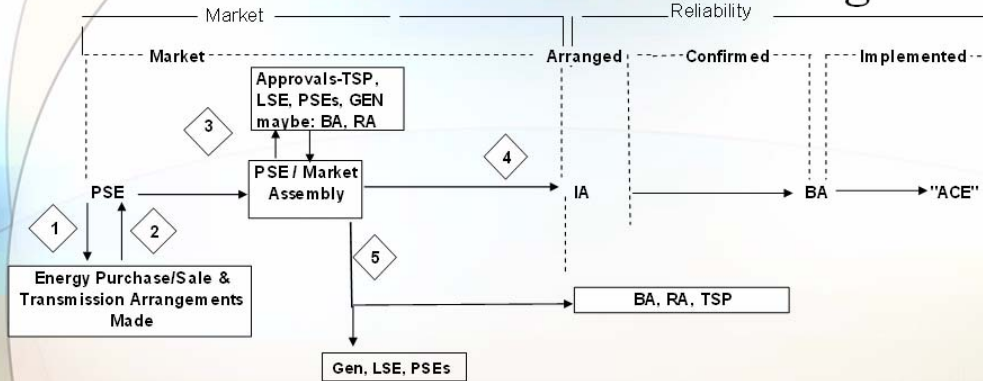 Market
Reliability
Market
Arranged
Confirmed
Implemented
Approvals-TSP,
LSE, PSEs, GEN
maybe: BA, RA
3
4
PSE
PSE / Market
Assembly
IA
BA
"ACE"
1
2
5
Energy Purchase/Sale &
Transmission Arrangements
Made
BA, RA, TSP
Gen, LSE, PSEs